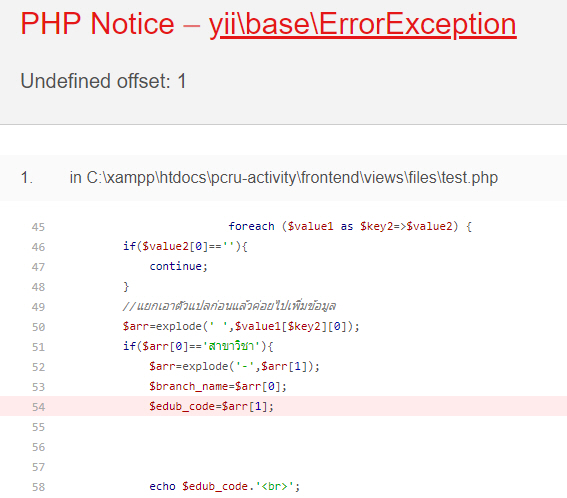 PHP Notice – yii\base\ErrorException
Undefined offset: 1
1. in C:\xampp\htdocs\pcru-activity\frontend\views\files\test.php
45 foreach ($value1 as $key2=>$value2) {
46 if($value2[0]==''){
47 continue;
48 }
49 //แยกเอาตัวแปลก่อนแล้วค่อยไปเพิ่มข้อมูล
50 $arr=explode(' ',$value1[$key2][0]);
51 if($arr[0]=='สาขาวิชา'){
52 $arr=explode('-',$arr[1]);
53 $branch_name=$arr[0];
54 $edub_code=$arr[1];
55
56
57
58 echo $edub_code.'<br>';